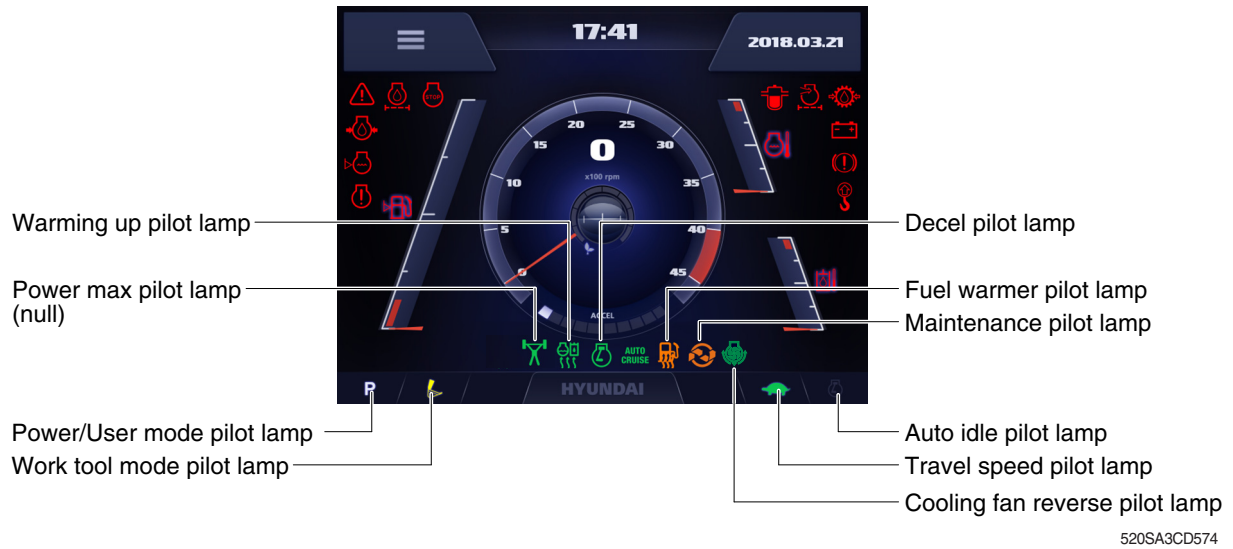 17:41
2018.03.21
STOP
20
25
15
0
30
x100 rpm
10
35
5
40
0
45
ACCEL
AUTO
CRUISE
P
HYUNDAI
Warming up pilot lamp
Power max pilot lamp
(null)
Power/User mode pilot lamp
Work tool mode pilot lamp
Decel pilot lamp
Fuel warmer pilot lamp
Maintenance pilot lamp
Auto idle pilot lamp
Travel speed pilot lamp
Cooling fan reverse pilot lamp
520SA3CD574